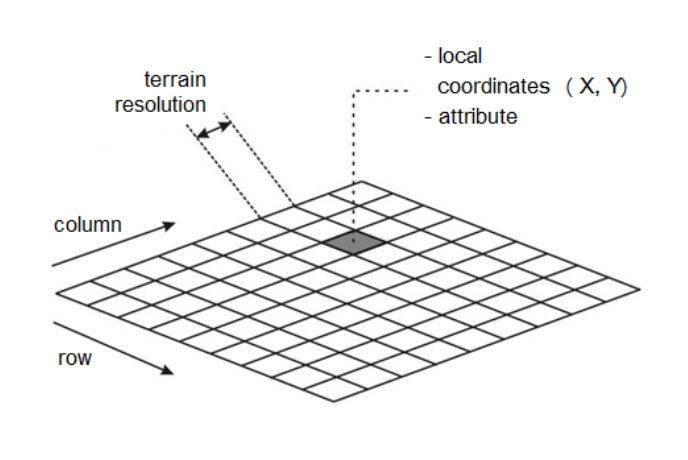 terrain
resolution
- local
coordinates ( X, Y)
- attribute
column
row